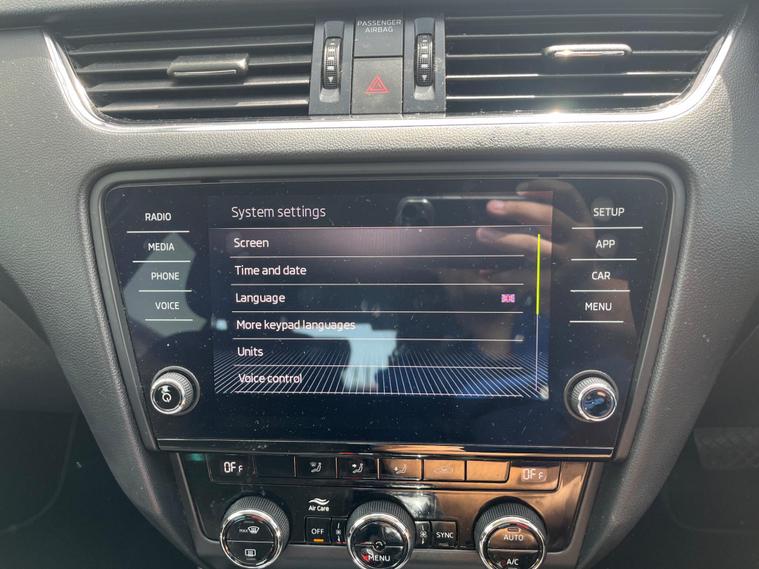 PASSENGER
AIRBAG
RADIO
MEDIA
PHONE
VOICE
System settings
Screen
Time and date
Language
More keypad languages
Units
Voice control
SETUP
APP
CAR
MENU
OFF
OFF
Air Care
MAX
OFF
MENU
SYNC
AUTO
A/C